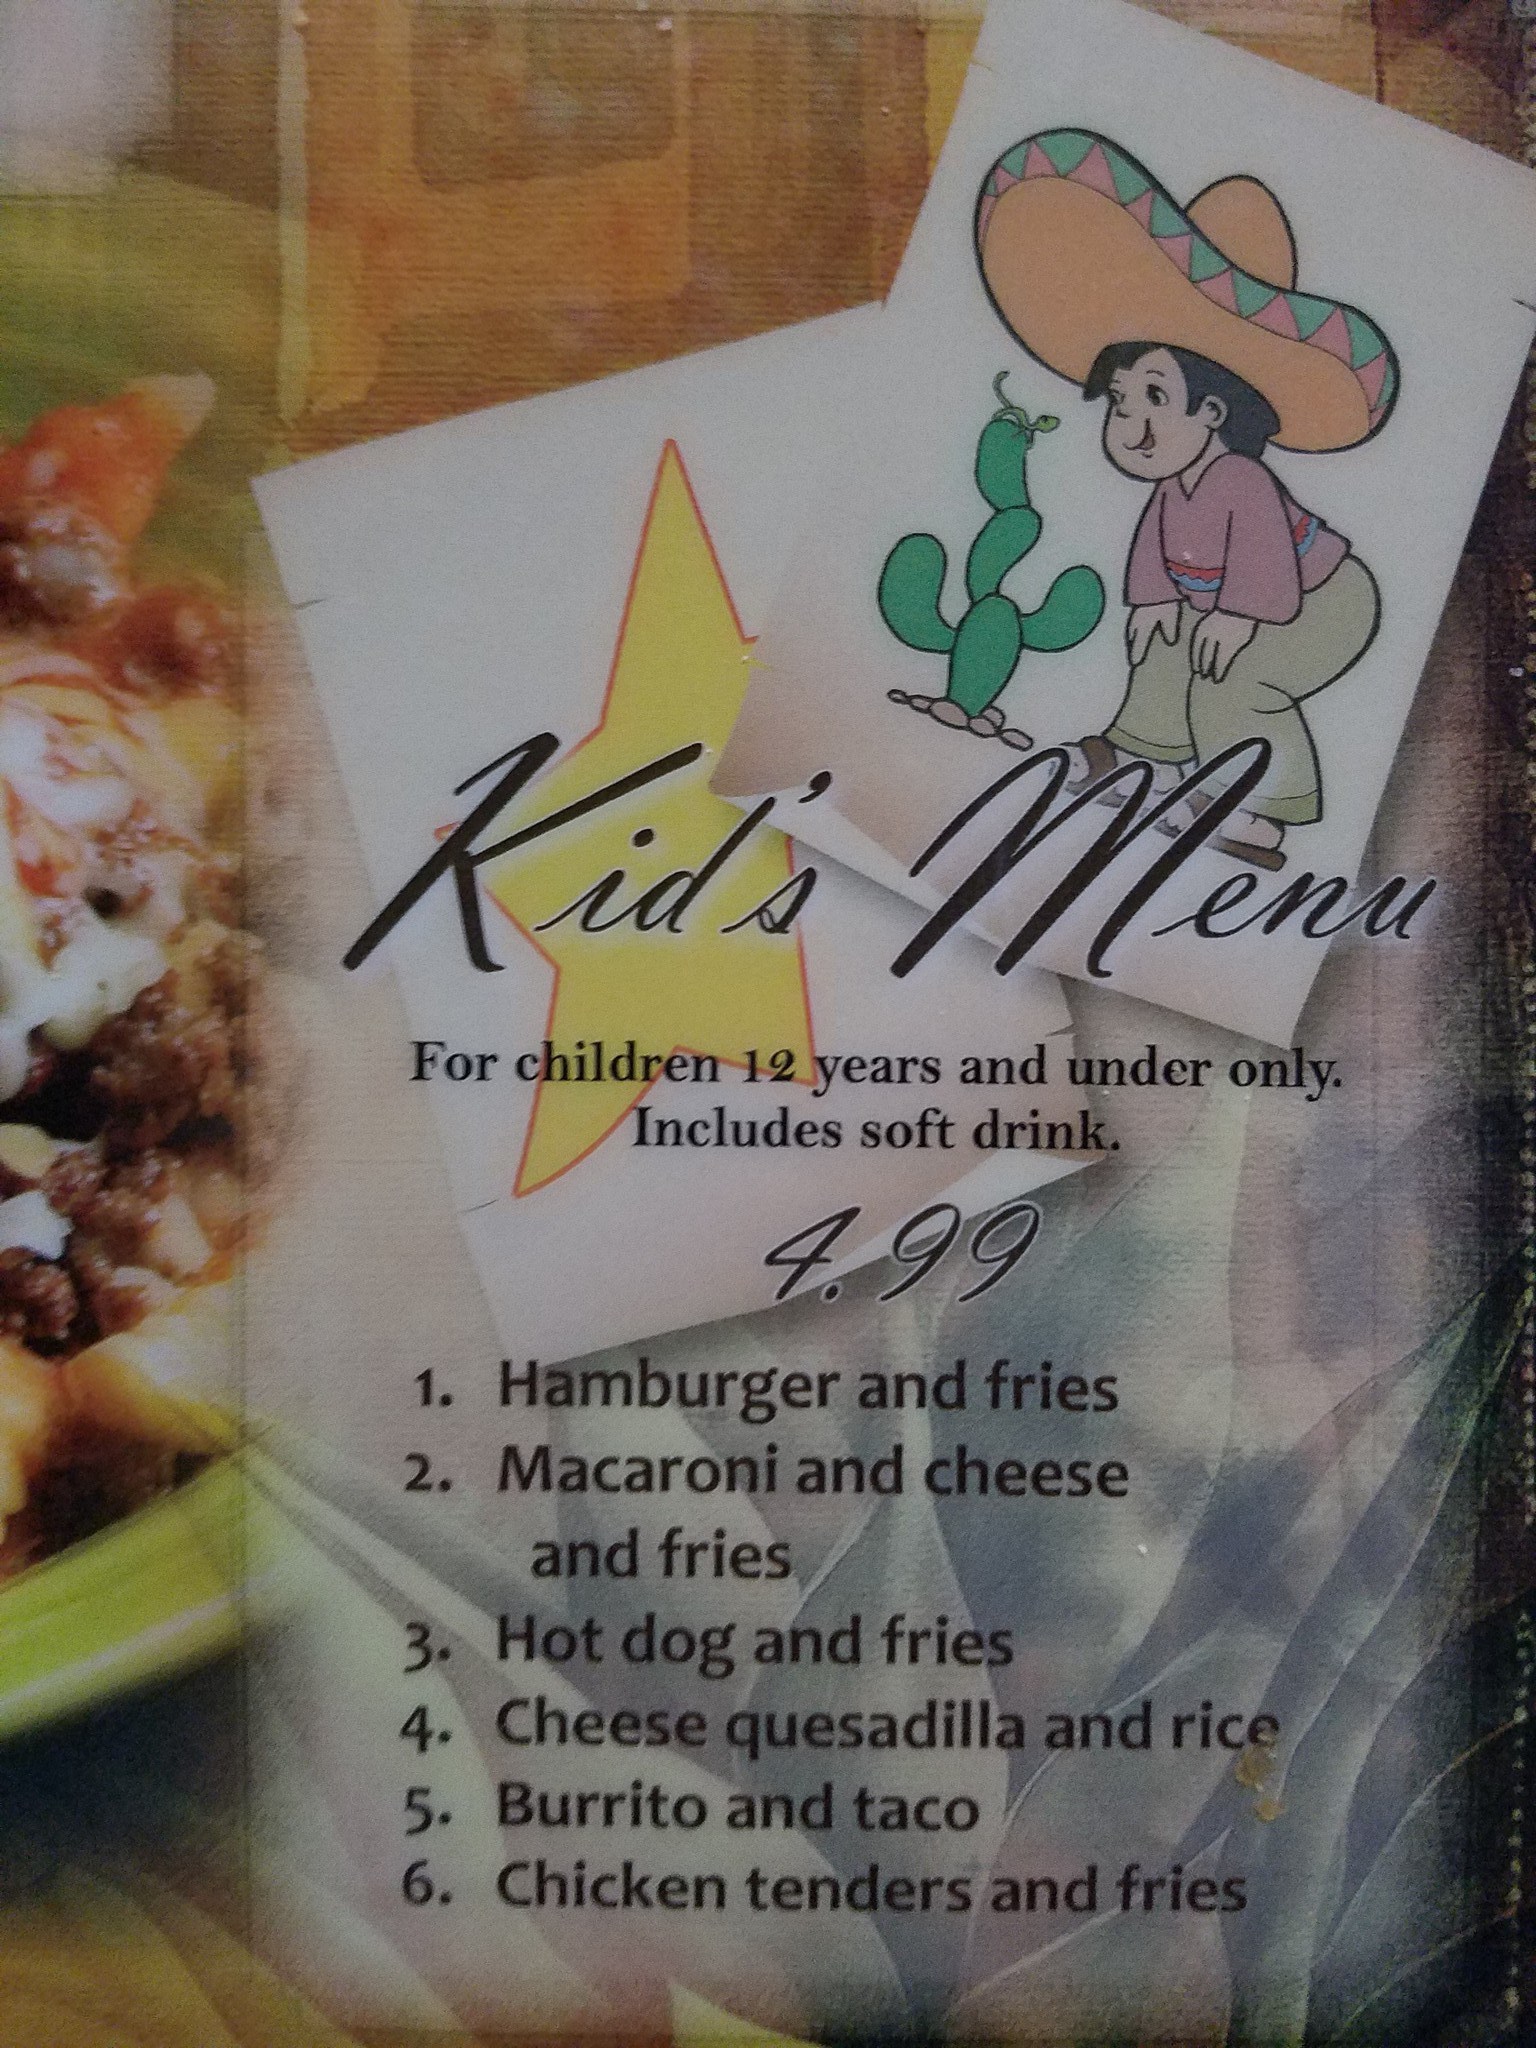 Kid's Menu
For children 12 years and under only.
Includes soft drink.
4.99
1. Hamburger and fries
2. Macaroni and cheese
and fries
3. Hot dog and fries
4. Cheese quesadilla and rice
5. Burrito and taco
6. Chicken tenders and fries